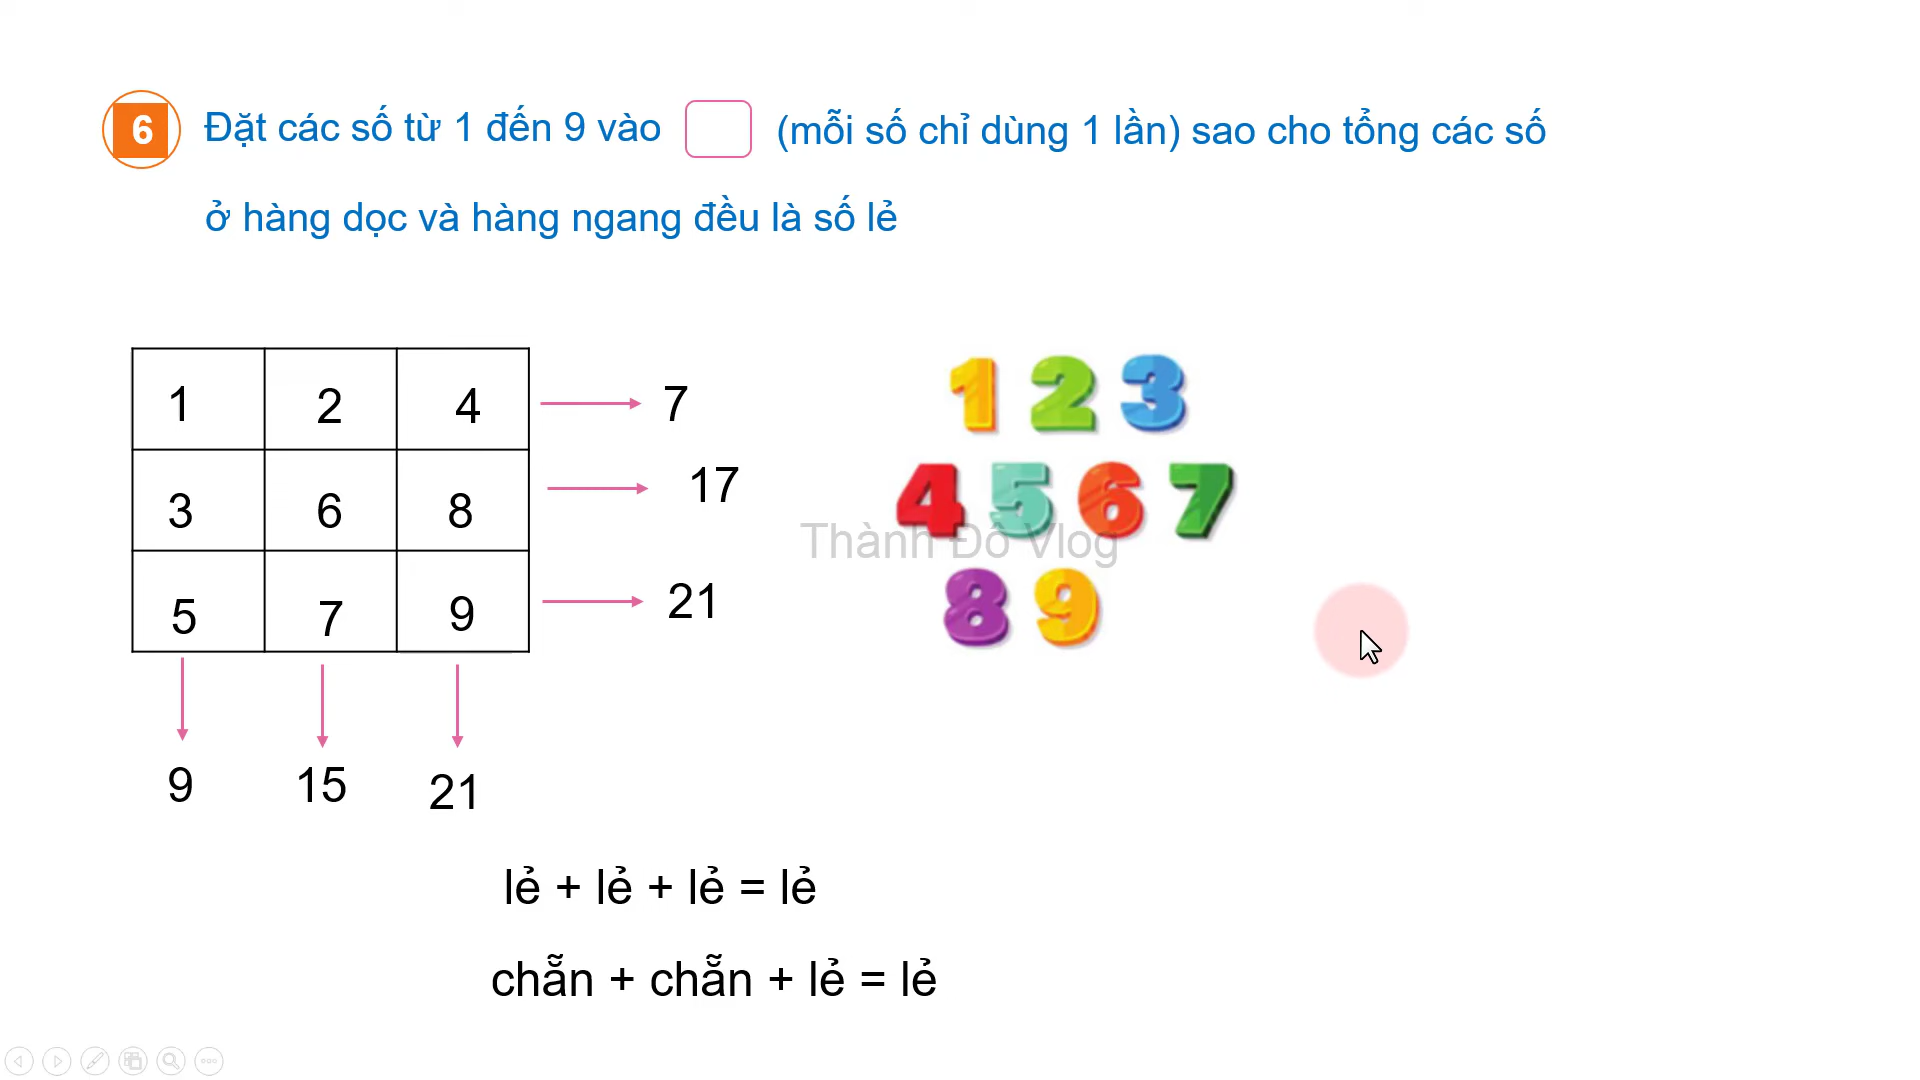 6 Đặt các số từ 1 đến 9 vào (mỗi số chỉ dùng 1 lần) sao cho tổng các số
ở hàng dọc và hàng ngang đều là số lẻ
1 2 4 7
3 6 8 17
5 7 9 21
9 15 21
1 2 3
4 5 6 7
Thành Đô Vlog
8 9
lẻ + lẻ + lẻ = lẻ
chẵn + chẵn + lẻ = lẻ